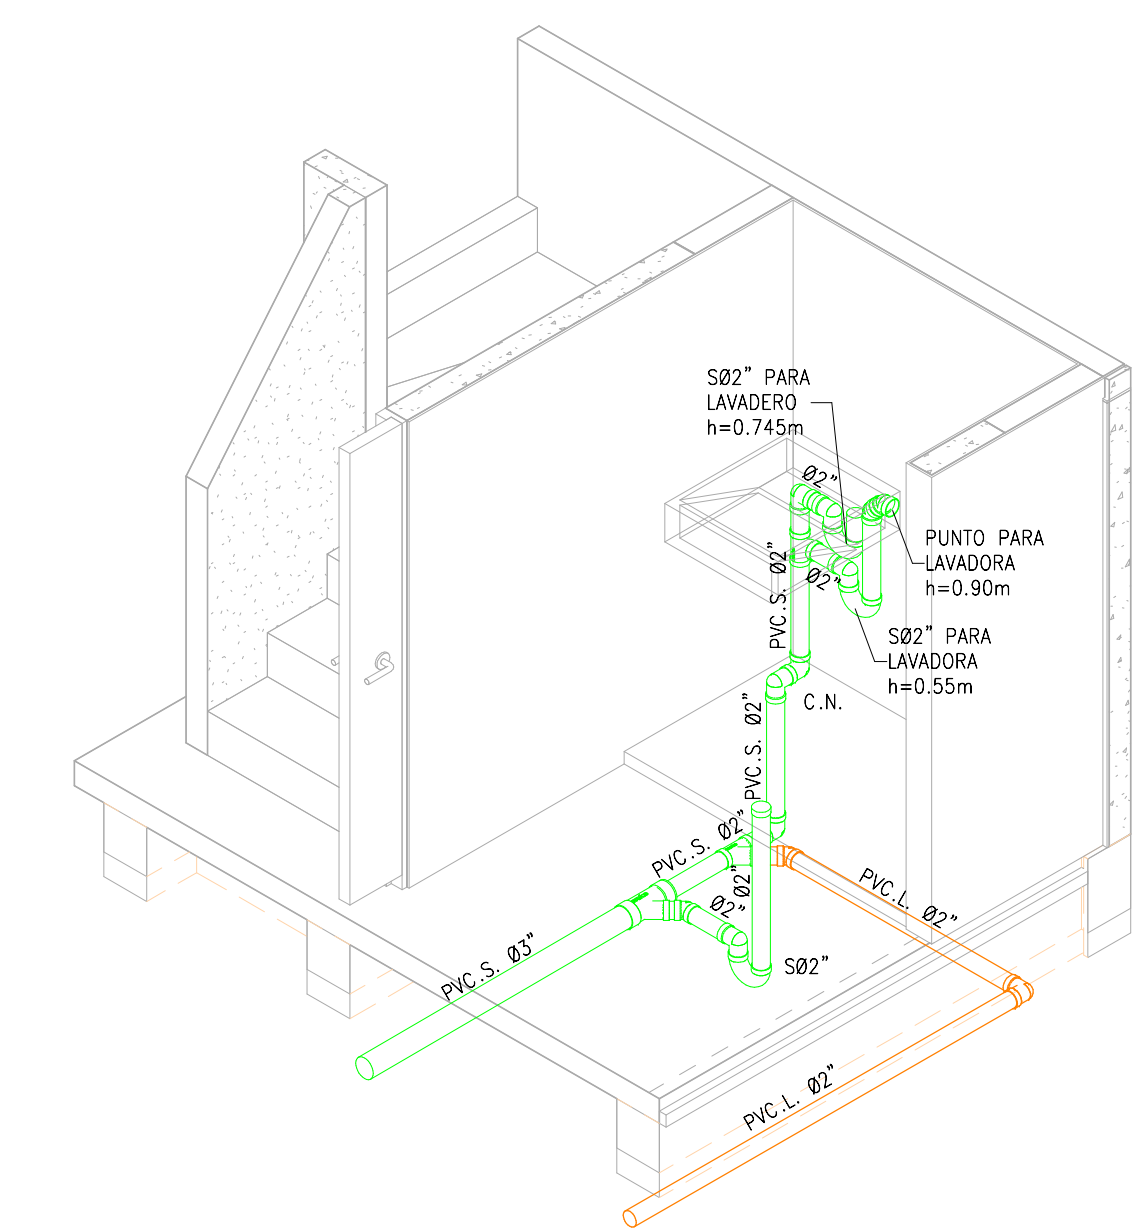 SØ2” PARA
LAVADERO
h=0.745m
Ø2”
PUNTO PARA
LAVADORA
h=0.90m
PVC.S. Ø2”
Ø2”
SØ2” PARA
LAVADORA
h=0.55m
C.N.
PVC.S. Ø2”
PVC.S. Ø2”
Ø2”
PVC.L. Ø2”
Ø2”
PVC.S. Ø3”
SØ2”
PVC.L. Ø2”